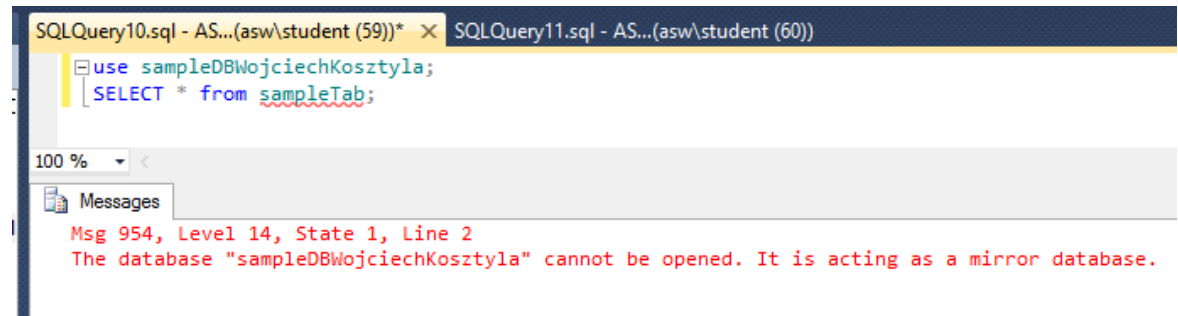 SQLQuery10.sql - AS...(asw\student (59))* SQLQuery11.sql - AS...(asw\student (60))
use sampleDBWojciechKosztyla;
SELECT * from sampleTab;
100 %
Messages
Msg 954, Level 14, State 1, Line 2
The database "sampleDBWojciechKosztyla" cannot be opened. It is acting as a mirror database.